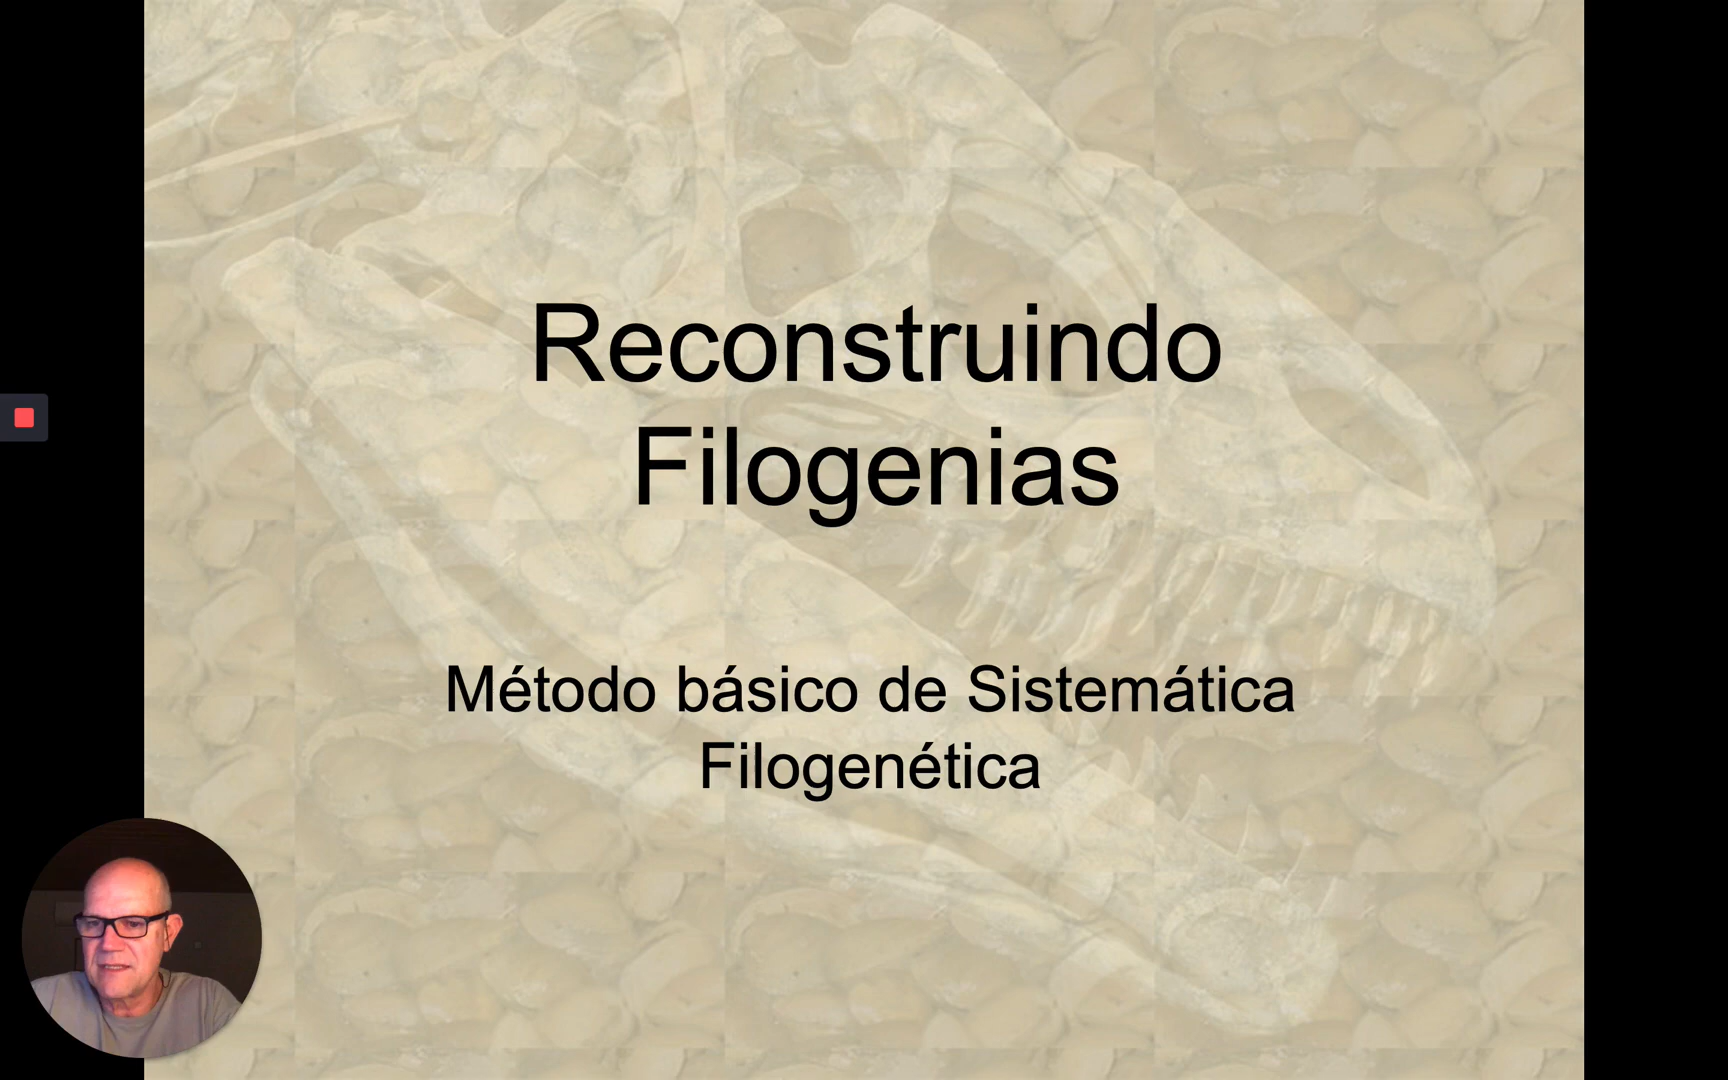 Reconstruindo
Filogenias
Método básico de Sistemática
Filogenética